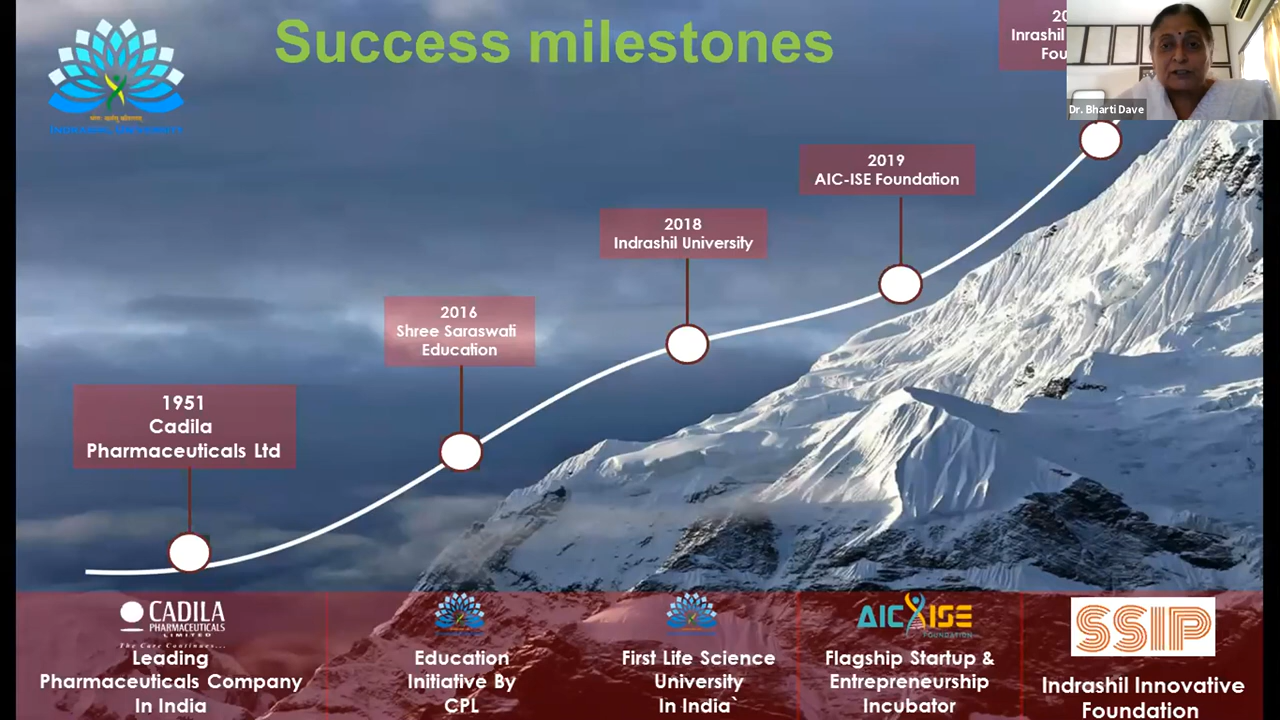 Success milestones
INDRASHIL UNIVERSITY
20
Inrashil
Fou
Dr. Bharti Dave
2019
AIC-ISE Foundation
2018
Indrashil University
2016
Shree Saraswati
Education
1951
Cadila
Pharmaceuticals Ltd
CADILA
PHARMACEUTICALS
LIMITED
The Care Continues...
Leading
Pharmaceuticals Company
In India
Education
Initiative By
CPL
First Life Science
University
In India`
AIC ISE
FOUNDATION
Flagship Startup &
Entrepreneurship
Incubator
SSIP
Indrashil Innovative
Foundation